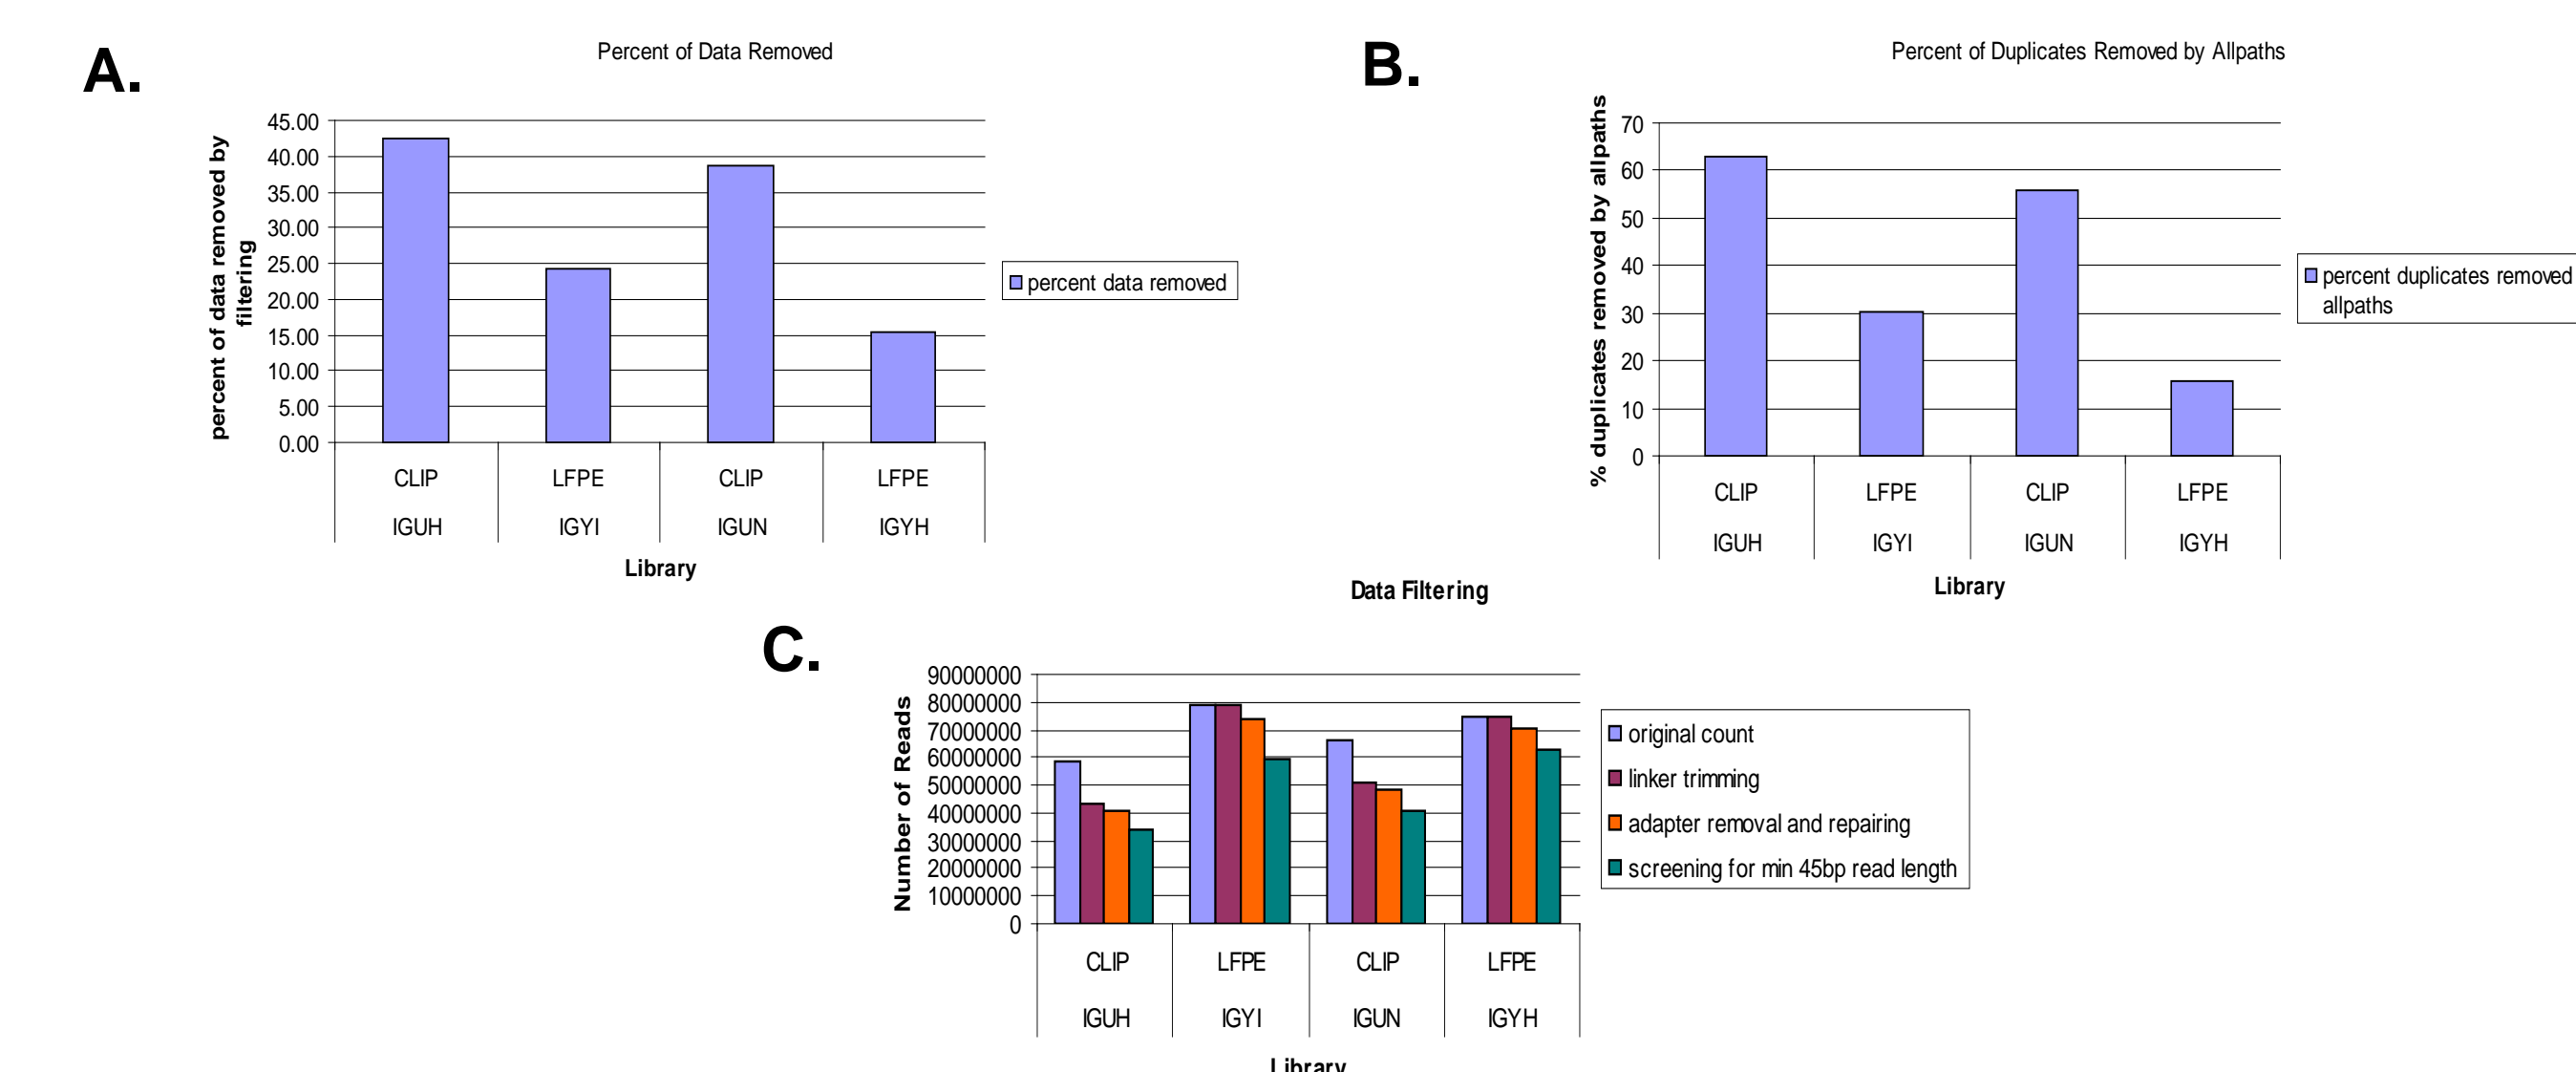 A.
Percent of Data Removed
percent of data removed by
filtering
45.00
40.00
35.00
30.00
25.00
20.00
15.00
10.00
5.00
0.00
CLIP
LFPE
CLIP
LFPE
IGUH
IGYI
IGUN
IGYH
Library
percent data removed
B.
Percent of Duplicates Removed by Allpaths
% duplicates removed by allpaths
70
60
50
40
30
20
10
0
CLIP
LFPE
CLIP
LFPE
IGUH
IGYI
IGUN
IGYH
Library
percent duplicates removed
allpaths
C.
Data Filtering
Number of Reads
90000000
80000000
70000000
60000000
50000000
40000000
30000000
20000000
10000000
0
CLIP
LFPE
CLIP
LFPE
IGUH
IGYI
IGUN
IGYH
Library
original count
linker trimming
adapter removal and repairing
screening for min 45bp read length